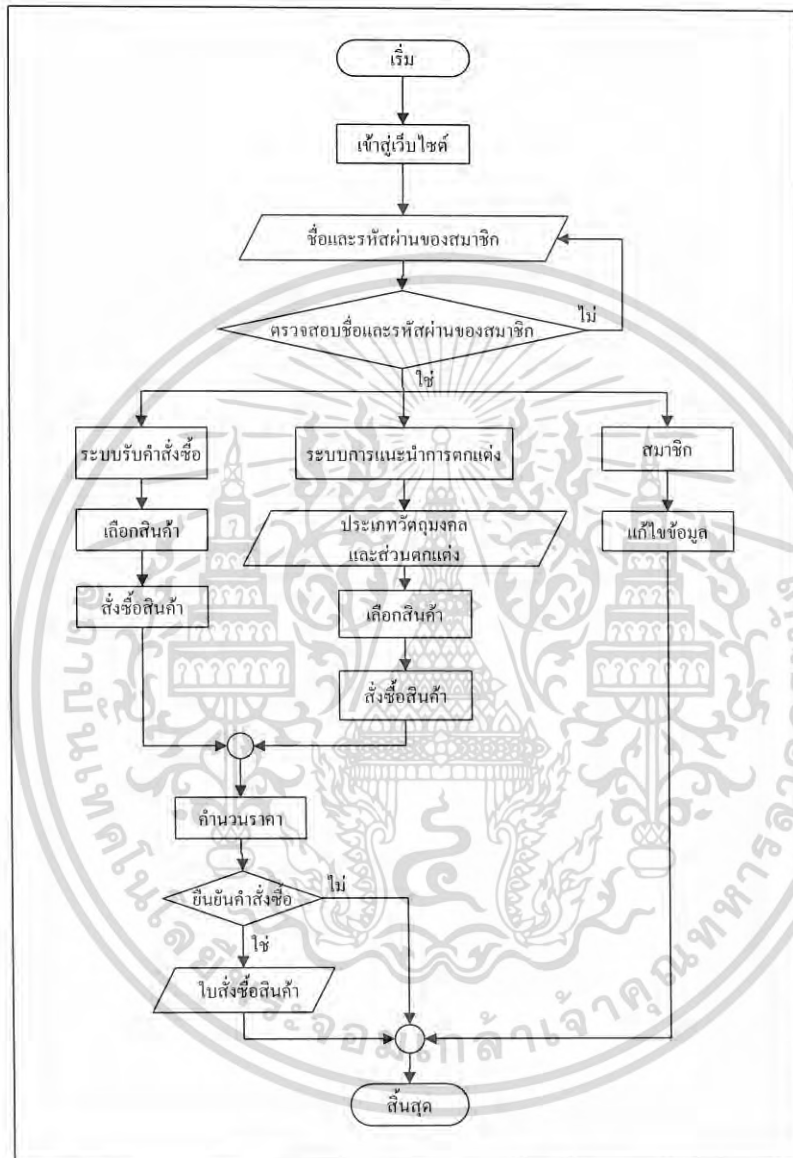 เริ่ม
เข้าสู่เว็บไซต์
ชื่อและรหัสผ่านของสมาชิก
ไม่
ตรวจสอบชื่อและรหัสผ่านของสมาชิก
ใช่
ระบบรับคำสั่งซื้อ
ระบบการแนะนำการตกแต่ง
สมาชิก
เลือกสินค้า
ประเภทวัตถุมงคล
และส่วนตกแต่ง
แก้ไขข้อมูล
สั่งซื้อสินค้า
เลือกสินค้า
สั่งซื้อสินค้า
คำนวนราคา
ยืนยันคำสั่งซื้อ
ไม่
ใช่
ใบสั่งซื้อสินค้า
สิ้นสุด